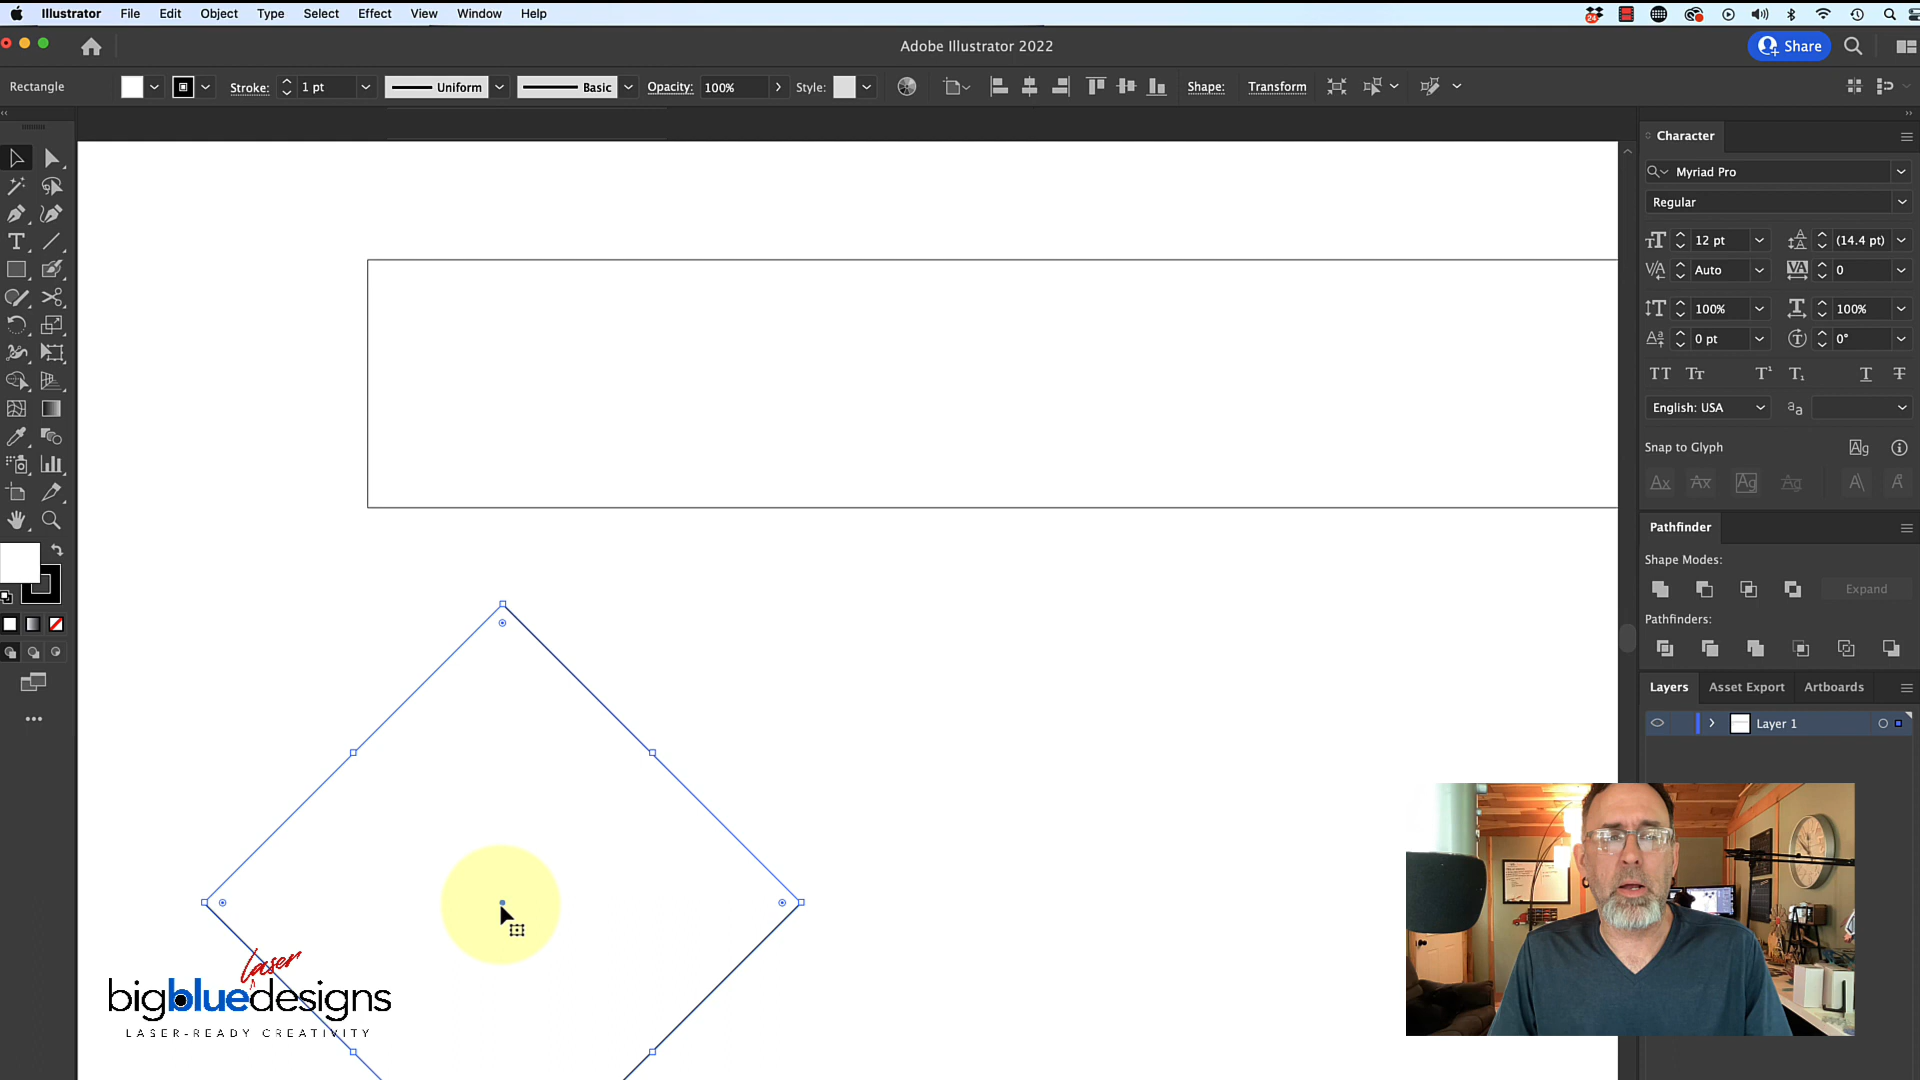 Illustrator File Edit Object Type Select Effect View Window Help
24
Adobe Illustrator 2022
Share
Rectangle
Stroke: 1 pt
Uniform
Basic
Opacity: 100%
Style:
Shape:
Transform
Character
Myriad Pro
Regular
12 pt
(14.4 pt)
Auto
0
100%
100%
0 pt
0°
English: USA
Snap to Glyph
Pathfinder
Shape Modes:
Expand
Pathfinders:
Layers Asset Export Artboards
Layer 1
laser
bigbluedesigns
LASER-READY CREATIVITY